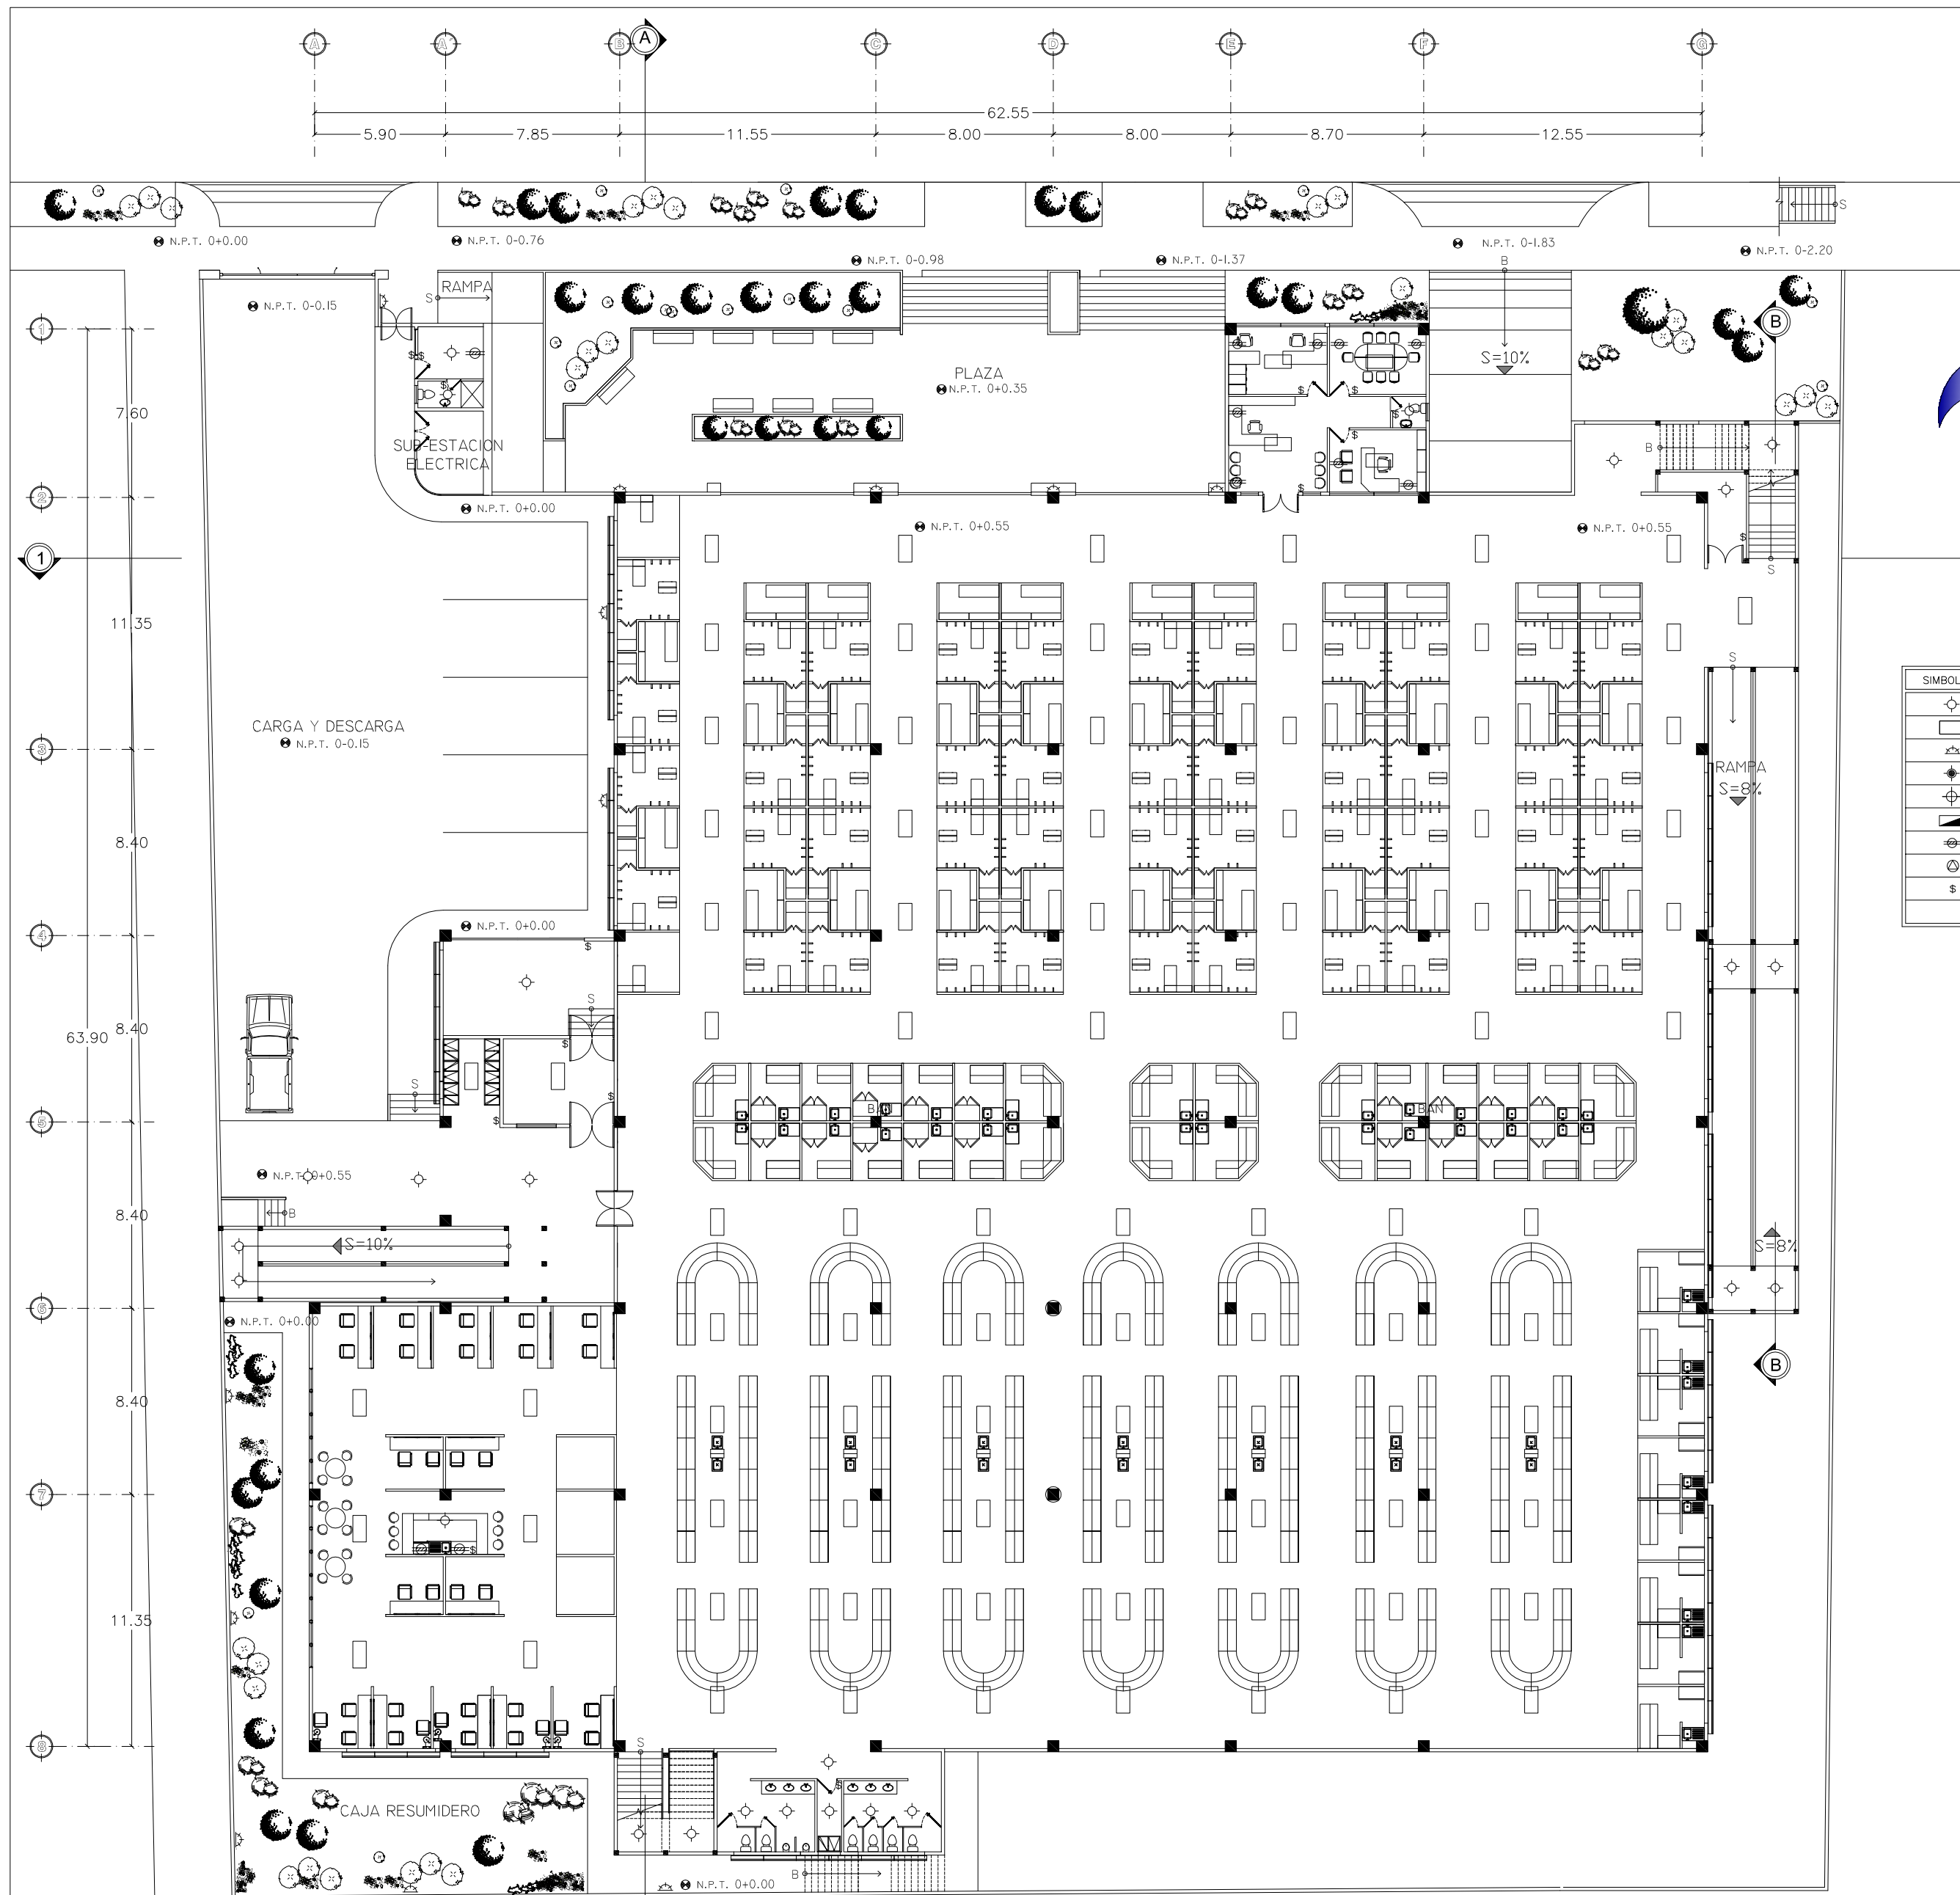 A A' B A C D E F G
62.55
5.90 7.85 11.55 8.00 8.00 8.70 12.55
S
N.P.T. 0+0.00
N.P.T. 0-0.76
N.P.T. 0-0.98
N.P.T. 0-1.37
N.P.T. 0-1.83
N.P.T. 0-2.20
B
RAMPA
S
N.P.T. 0-0.15
1
B
S=10%
PLAZA
N.P.T. 0+0.35
7.60
SUB-ESTACION
ELECTRICA
B
2
N.P.T. 0+0.00
N.P.T. 0+0.55
N.P.T. 0+0.55
1
S
11.35
S
SIMBOL
CARGA Y DESCARGA
N.P.T. 0-0.15
3
RAMPA
S=8%
8.40
$
4
N.P.T. 0+0.00
S
63.90
8.40
S
5
BAN
BAN
N.P.T. 0+0.55
8.40
B
S=10%
S=8%
6
N.P.T. 0+0.00
B
8.40
7
11.35
8
S
CAJA RESUMIDERO
B
N.P.T. 0+0.00